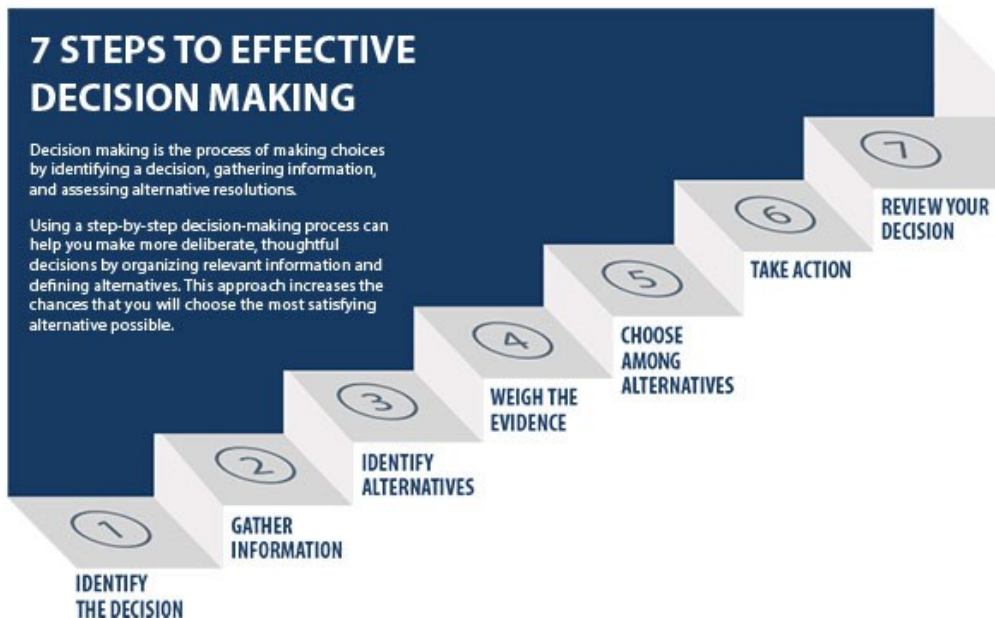 7 STEPS TO EFFECTIVE
DECISION MAKING
Decision making is the process of making choices
by identifying a decision, gathering information,
and assessing alternative resolutions.
Using a step-by-step decision-making process can
help you make more deliberate, thoughtful
decisions by organizing relevant information and
defining alternatives. This approach increases the
chances that you will choose the most satisfying
alternative possible.
1
IDENTIFY
THE DECISION
2
GATHER
INFORMATION
3
IDENTIFY
ALTERNATIVES
4
WEIGH THE
EVIDENCE
5
CHOOSE
AMONG
ALTERNATIVES
6
TAKE ACTION
7
REVIEW YOUR
DECISION